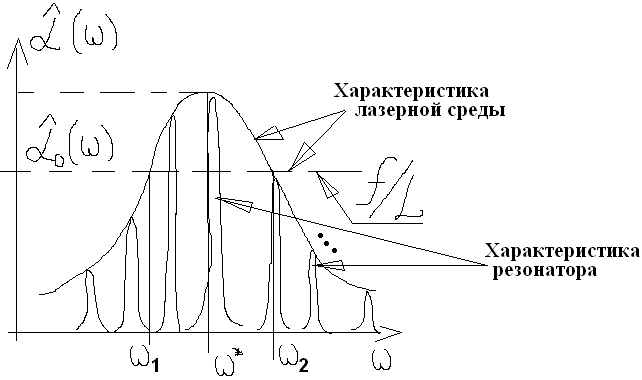 α̂(ω)
Характеристика
лазерной среды
α̂₀(ω)
f/L
Характеристика
резонатора
ω₁
ω*
ω₂
ω